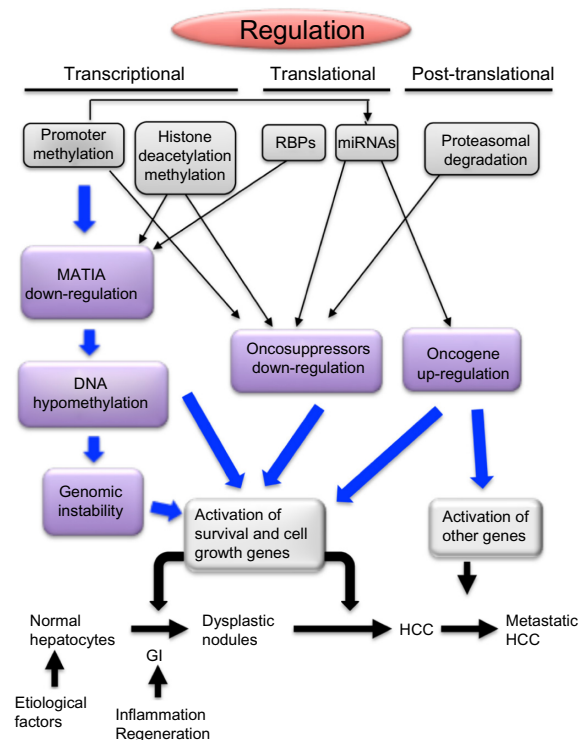 Regulation
Transcriptional
Translational
Post-translational
Promoter
methylation
Histone
deacetylation
methylation
RBPs
miRNAs
Proteasomal
degradation
MATIA
down-regulation
Oncosuppressors
down-regulation
Oncogene
up-regulation
DNA
hypomethylation
Genomic
instability
Activation of
survival and cell
growth genes
Activation of
other genes
Normal
hepatocytes
GI
Dysplastic
nodules
HCC
Metastatic
HCC
Etiological
factors
Inflammation
Regeneration